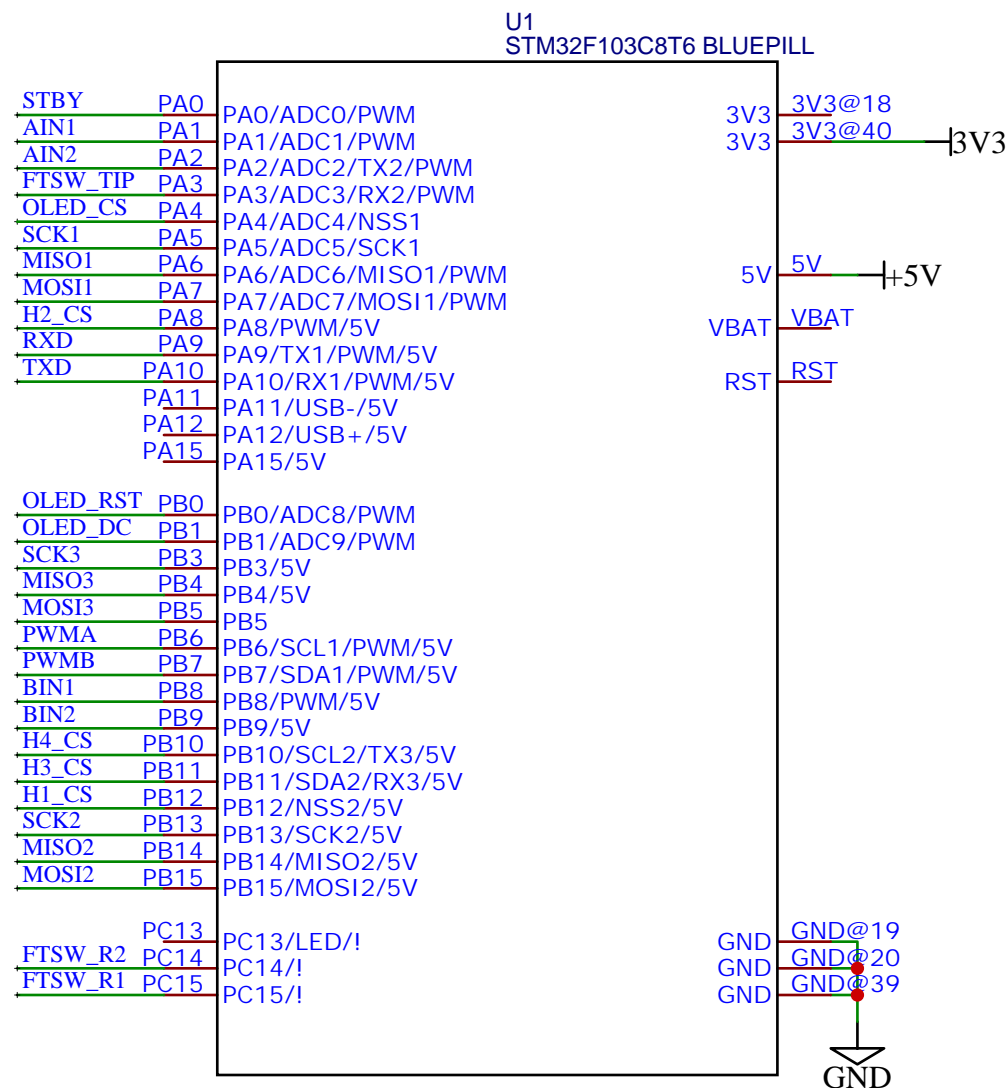 U1
STM32F103C8T6 BLUEPILL
STBY PA0 PA0/ADC0/PWM 3V3 3V3@18
AIN1 PA1 PA1/ADC1/PWM 3V3 3V3@40 3V3
AIN2 PA2 PA2/ADC2/TX2/PWM
FTSW_TIP PA3 PA3/ADC3/RX2/PWM
OLED_CS PA4 PA4/ADC4/NSS1
SCK1 PA5 PA5/ADC5/SCK1
MISO1 PA6 PA6/ADC6/MISO1/PWM 5V 5V +5V
MOSI1 PA7 PA7/ADC7/MOSI1/PWM
H2_CS PA8 PA8/PWM/5V VBAT VBAT
RXD PA9 PA9/TX1/PWM/5V
TXD PA10 PA10/RX1/PWM/5V RST RST
PA11 PA11/USB-/5V
PA12 PA12/USB+/5V
PA15 PA15/5V
OLED_RST PB0 PB0/ADC8/PWM
OLED_DC PB1 PB1/ADC9/PWM
SCK3 PB3 PB3/5V
MISO3 PB4 PB4/5V
MOSI3 PB5 PB5
PWMA PB6 PB6/SCL1/PWM/5V
PWMB PB7 PB7/SDA1/PWM/5V
BIN1 PB8 PB8/PWM/5V
BIN2 PB9 PB9/5V
H4_CS PB10 PB10/SCL2/TX3/5V
H3_CS PB11 PB11/SDA2/RX3/5V
H1_CS PB12 PB12/NSS2/5V
SCK2 PB13 PB13/SCK2/5V
MISO2 PB14 PB14/MISO2/5V
MOSI2 PB15 PB15/MOSI2/5V
PC13 PC13/LED/! GND GND@19
FTSW_R2 PC14 PC14/! GND GND@20
FTSW_R1 PC15 PC15/! GND GND@39
GND